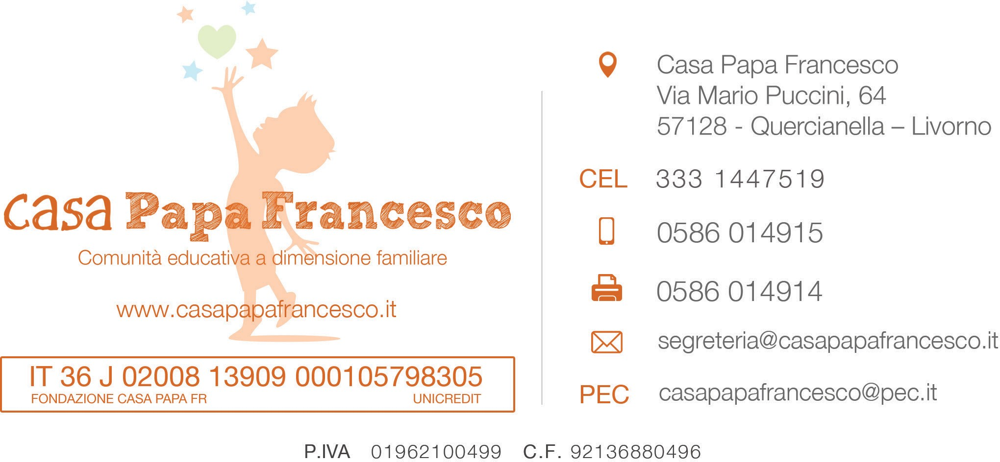 Casa Papa Francesco
Comunità educativa a dimensione familiare
www.casapapafrancesco.it
IT 36 J 02008 13909 000105798305
FONDAZIONE CASA PAPA FR UNICREDIT
Casa Papa Francesco
Via Mario Puccini, 64
57128 - Quercianella – Livorno
CEL 333 1447519
0586 014915
0586 014914
segreteria@casapapafrancesco.it
PEC casapapafrancesco@pec.it
P.IVA 01962100499 C.F. 92136880496